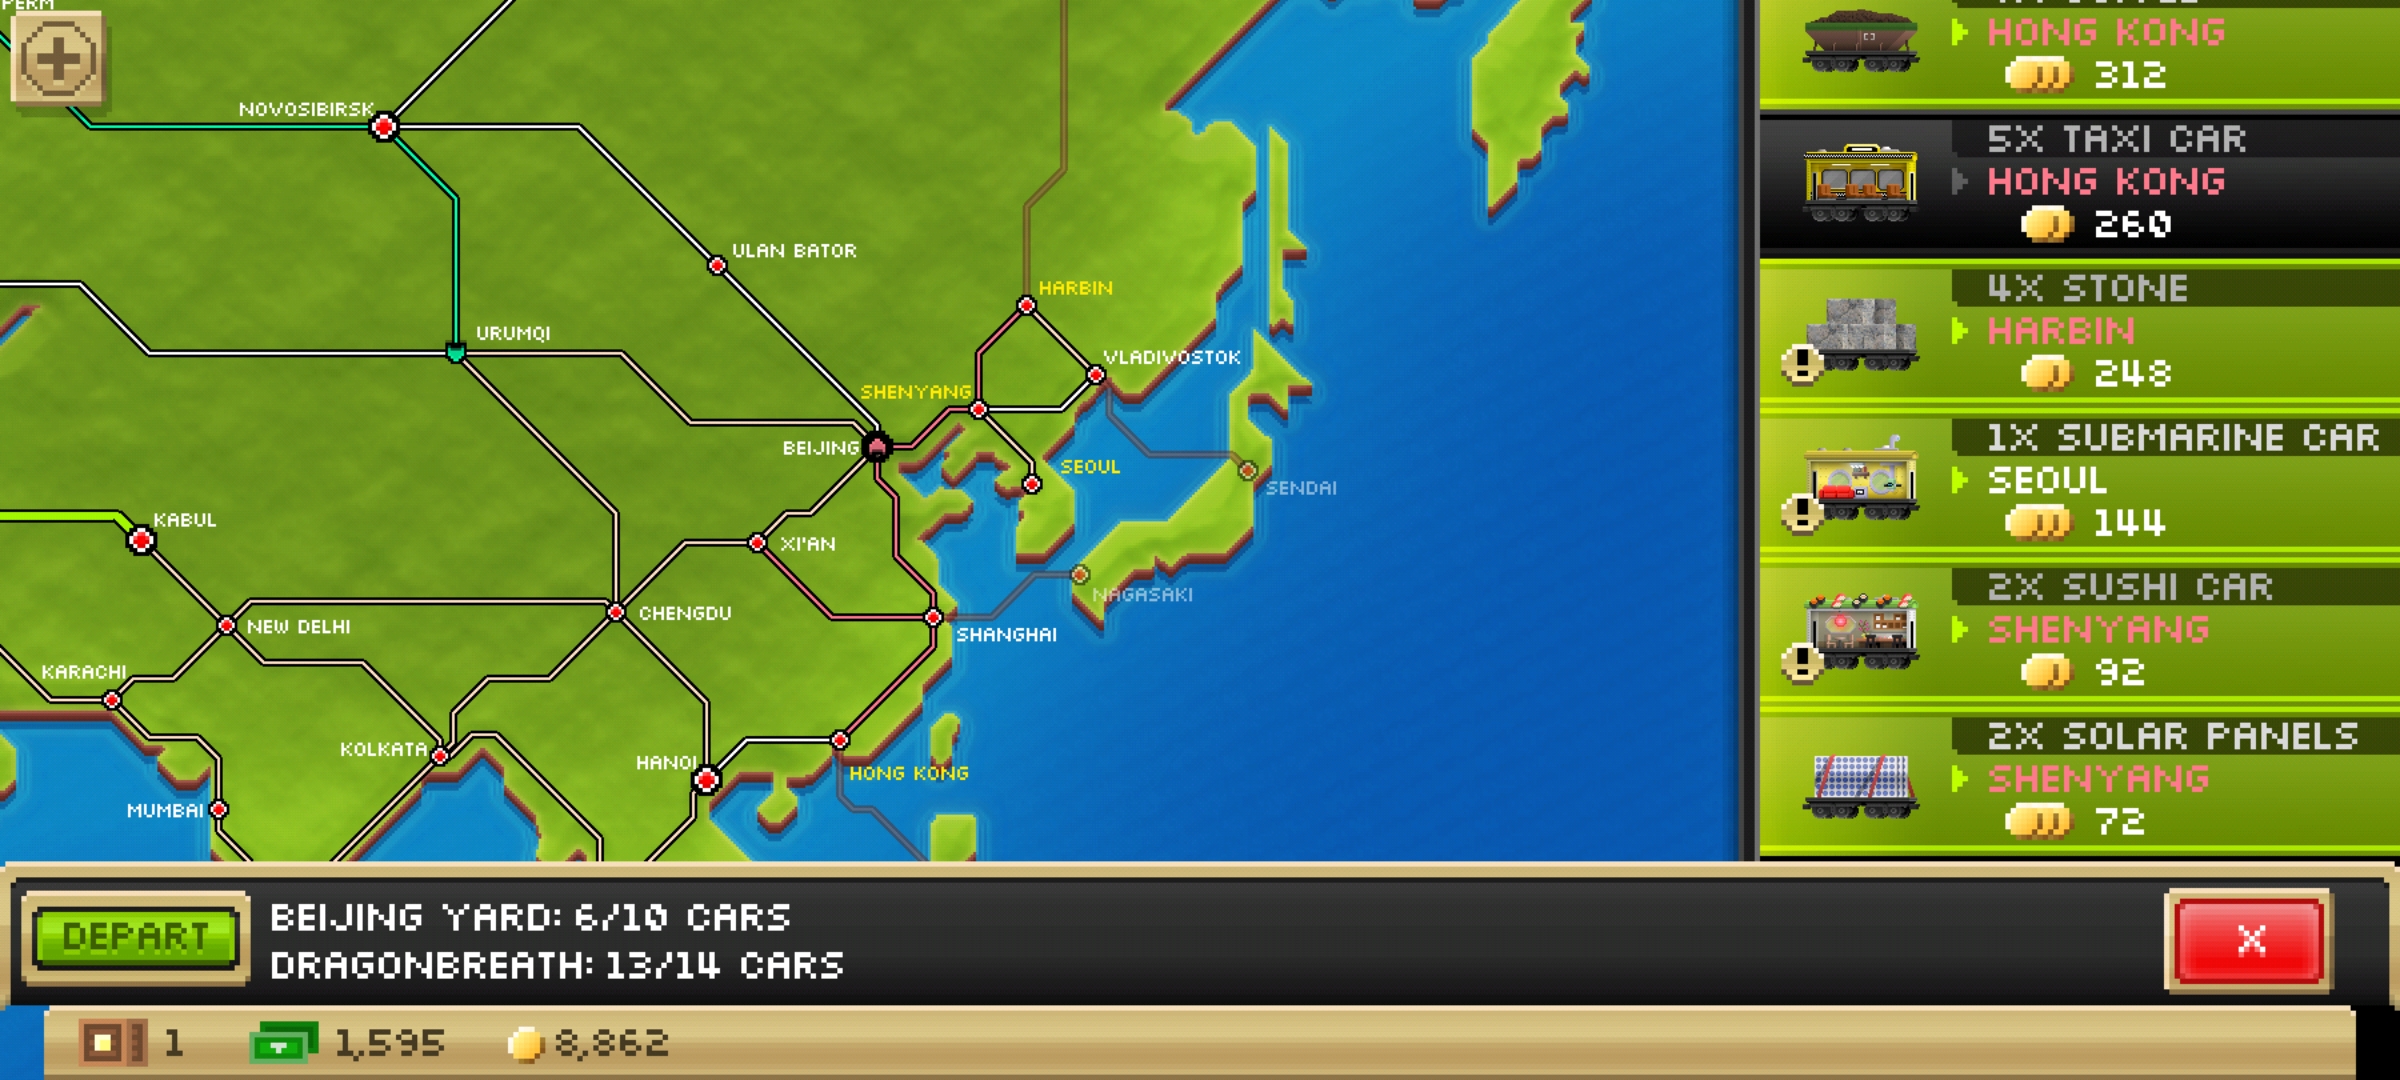 PERM
NOVOSIBIRSK
ULAN BATOR
HARBIN
URUMQI
VLADIVOSTOK
SHENYANG
BEIJING
SEOUL
SENDAI
KABUL
XI'AN
NAGASAKI
NEW DELHI
CHENGDU
SHANGHAI
KARACHI
KOLKATA
HANOI
HONG KONG
MUMBAI
HONG KONG
312
5X TAXI CAR
HONG KONG
260
4X STONE
HARBIN
248
1X SUBMARINE CAR
SEOUL
144
2X SUSHI CAR
SHENYANG
92
2X SOLAR PANELS
SHENYANG
72
DEPART
BEIJING YARD: 6/10 CARS
DRAGONBREATH: 13/14 CARS
X
1
1,595
8,862